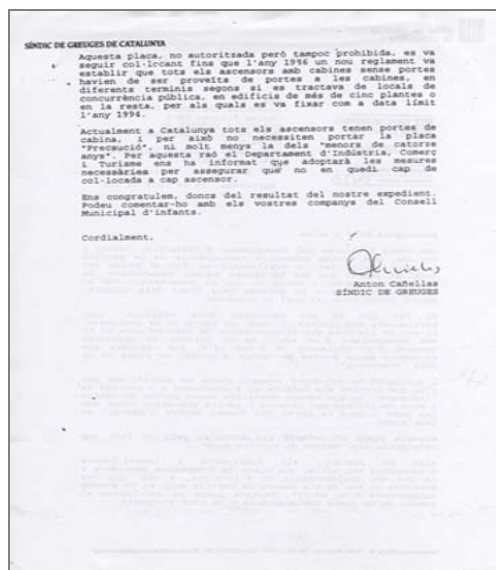 SÍNDIC DE GREUGES DE CATALUNYA
Aquesta placa, no autoritzada però tampoc prohibida, es va
seguir col·locant fins que l'any 1986 un nou reglament va
establir que tots els ascensors amb cabines sense portes
havien de ser proveïts de portes a les cabines, en
diferents terminis segons si es tractava de locals de
concurrència pública, en edificis de més de cinc plantes o
en la resta, per als quals es va fixar com a data límit
l'any 1994.
Actualment a Catalunya tots els ascensors tenen portes de
cabina, i per això no necessiten portar la placa
"Precaució", ni molt menys la dels "menors de catorze
anys". Per aquesta raó el Departament d'Indústria, Comerç
i Turisme ens ha informat que adoptarà les mesures
necessàries per assegurar que no en quedi cap de
col·locada a cap ascensor.
Ens congratulem, doncs del resultat del nostre expedient.
Podeu comentar-ho amb els vostres companys del Consell
Municipal d'infants.
Cordialment,
Anton Cañellas
SÍNDIC DE GREUGES